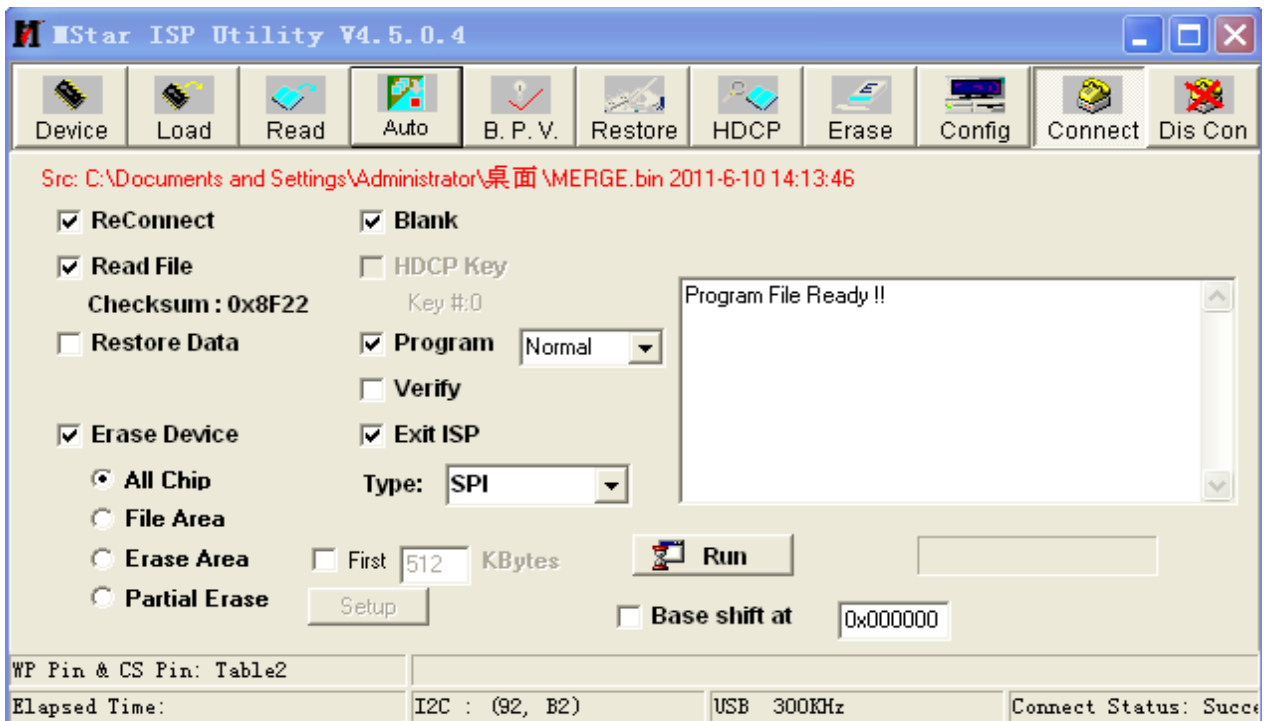 MStar ISP Utility V4.5.0.4
Device Load Read Auto B.P.V. Restore HDCP Erase Config Connect Dis Con
Src: C:\Documents and Settings\Administrator\桌面\MERGE.bin 2011-6-10 14:13:46
ReConnect Blank
Read File HDCP Key
Checksum : 0x8F22 Key #:0
Program File Ready !!
Restore Data Program Normal
Verify
Erase Device Exit ISP
All Chip Type: SPI
File Area
Erase Area First 512 KBytes Run
Partial Erase Setup Base shift at 0x000000
WP Pin & CS Pin: Table2
Elapsed Time: I2C : (92, B2) USB 300KHz Connect Status: Succe